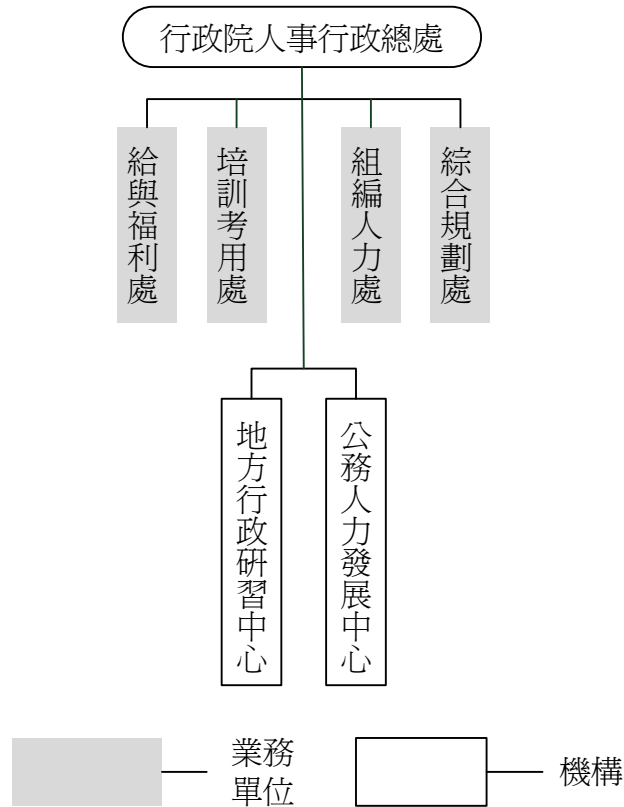 行政院人事行政總處
綜合規劃處
組編人力處
培訓考用處
給與福利處
公務人力發展中心
地方行政研習中心
業務
單位
機構